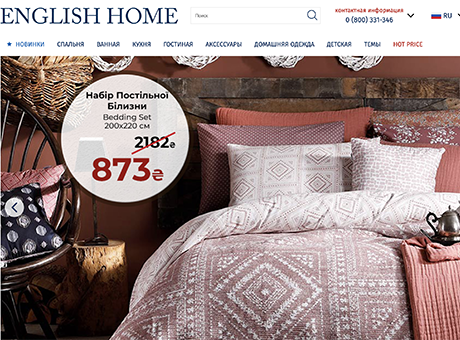 ENGLISH HOME
Поиск
контактная информация
0 (800) 331-346
RU
★ НОВИНКИ СПАЛЬНЯ ВАННАЯ КУХНЯ ГОСТИНАЯ АКСЕССУАРЫ ДОМАШНЯЯ ОДЕЖДА ДЕТСКАЯ ТЕМЫ HOT PRICE
Набір Постільної
Білизни
Bedding Set
200x220 см
2182₴
873₴